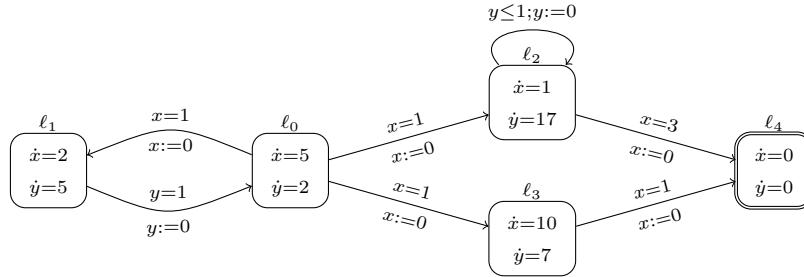 y≤1;y:=0
ℓ2
ẋ=1
ẏ=17
x=1
x:=0
x=3
x:=0
ℓ1
ẋ=2
ẏ=5
x=1
x:=0
y=1
y:=0
ℓ0
ẋ=5
ẏ=2
ℓ4
ẋ=0
ẏ=0
x=1
x:=0
ℓ3
ẋ=10
ẏ=7
x=1
x:=0